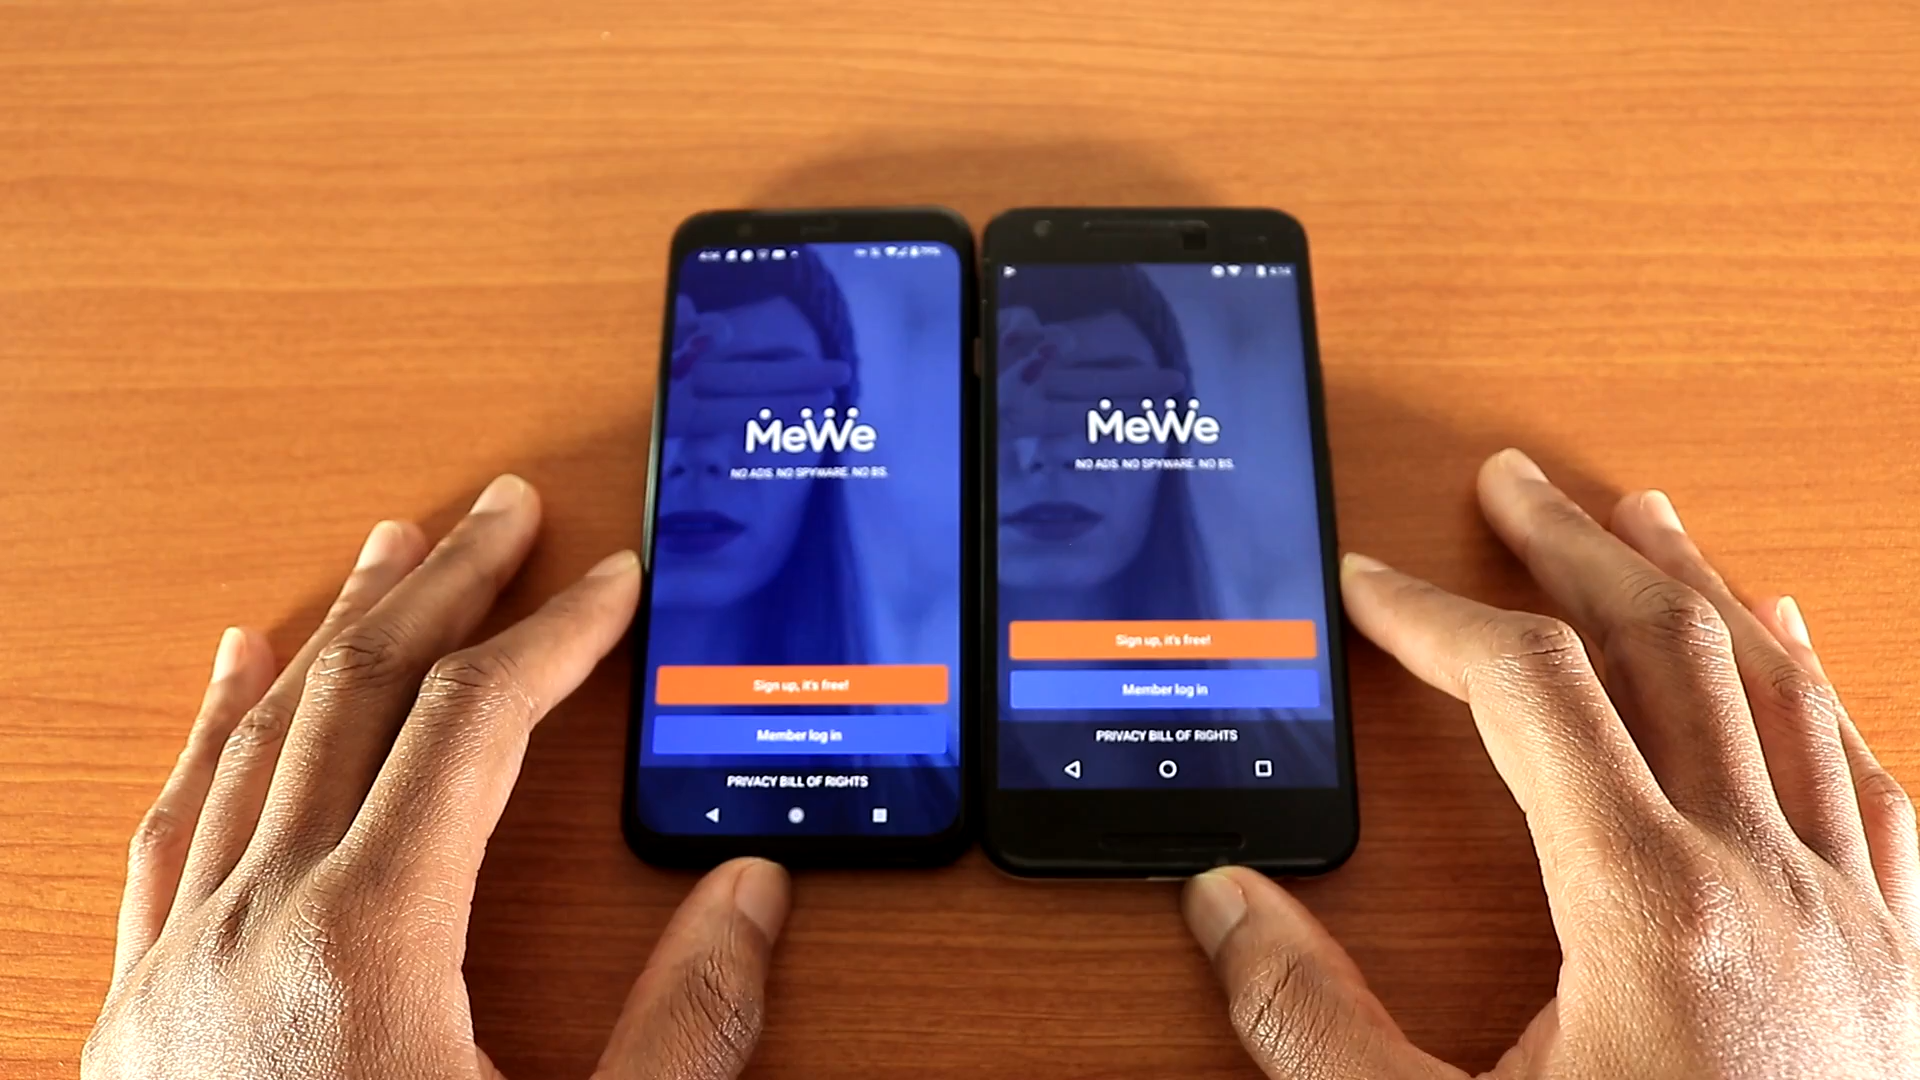 MeWe
NO ADS. NO SPYWARE. NO BS.
Sign up, it's free!
Member log in
PRIVACY BILL OF RIGHTS
MeWe
NO ADS. NO SPYWARE. NO BS.
Sign up, it's free!
Member log in
PRIVACY BILL OF RIGHTS